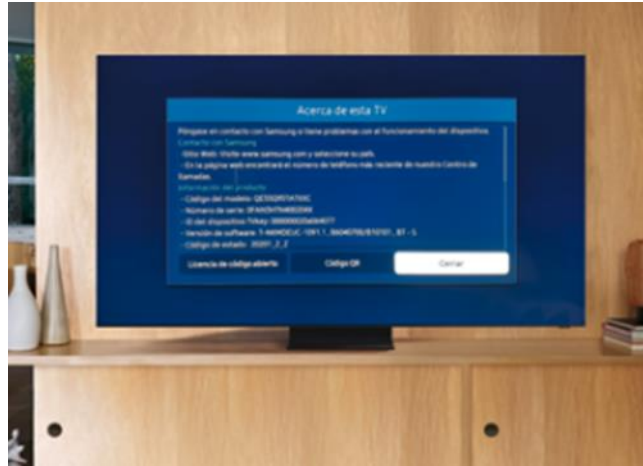 Acerca de esta TV
Póngase en contacto con Samsung si tiene problemas con el funcionamiento del dispositivo.
Contacto con Samsung
- Sitio Web: Visite www.samsung.com y seleccione su país.
- En la página web encontrará el número de teléfono más reciente de nuestro Centro de
llamadas.
Información del producto
- Código del modelo:
- Número de serie:
- ID del dispositivo TVkey:
- Versión de software:
- Código de estado:
Licencia de código abierto
Código QR
Cerrar